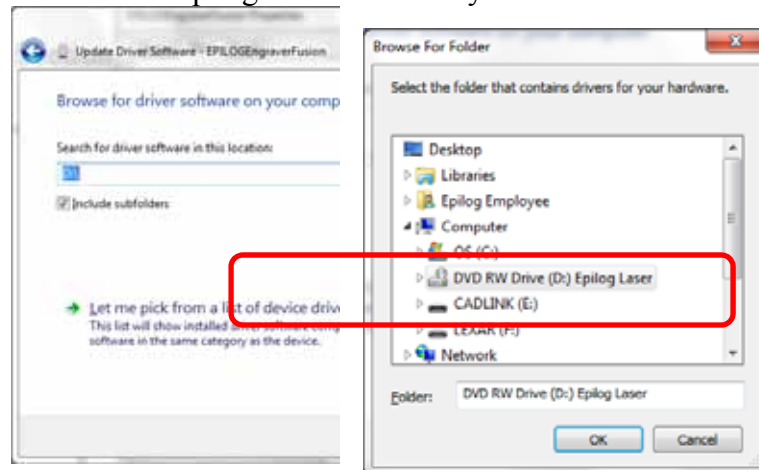 Update Driver Software - EPILOGEngraverFusion
Browse for driver software on your comp
Search for driver software in this location:
D:\
Include subfolders
Let me pick from a list of device drive
This list will show installed driver software comp
software in the same category as the device.
Browse For Folder
Select the folder that contains drivers for your hardware.
Desktop
Libraries
Epilog Employee
Computer
OS (C:)
DVD RW Drive (D:) Epilog Laser
CADLINK (E:)
LEXAR (F:)
Network
Folder: DVD RW Drive (D:) Epilog Laser
OK Cancel